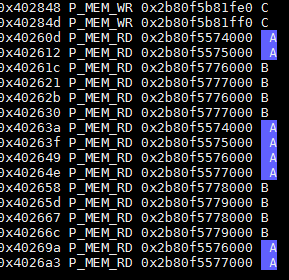 0x402848 P_MEM_WR 0x2b80f5b81fe0 C
0x40284d P_MEM_WR 0x2b80f5b81ff0 C
0x40260d P_MEM_RD 0x2b80f5574000 A
0x402612 P_MEM_RD 0x2b80f5575000 A
0x40261c P_MEM_RD 0x2b80f5776000 B
0x402621 P_MEM_RD 0x2b80f5777000 B
0x40262b P_MEM_RD 0x2b80f5776000 B
0x402630 P_MEM_RD 0x2b80f5777000 B
0x40263a P_MEM_RD 0x2b80f5574000 A
0x40263f P_MEM_RD 0x2b80f5575000 A
0x402649 P_MEM_RD 0x2b80f5576000 A
0x40264e P_MEM_RD 0x2b80f5577000 A
0x402658 P_MEM_RD 0x2b80f5778000 B
0x40265d P_MEM_RD 0x2b80f5779000 B
0x402667 P_MEM_RD 0x2b80f5778000 B
0x40266c P_MEM_RD 0x2b80f5779000 B
0x40269a P_MEM_RD 0x2b80f5576000 A
0x4026a3 P_MEM_RD 0x2b80f5577000 A